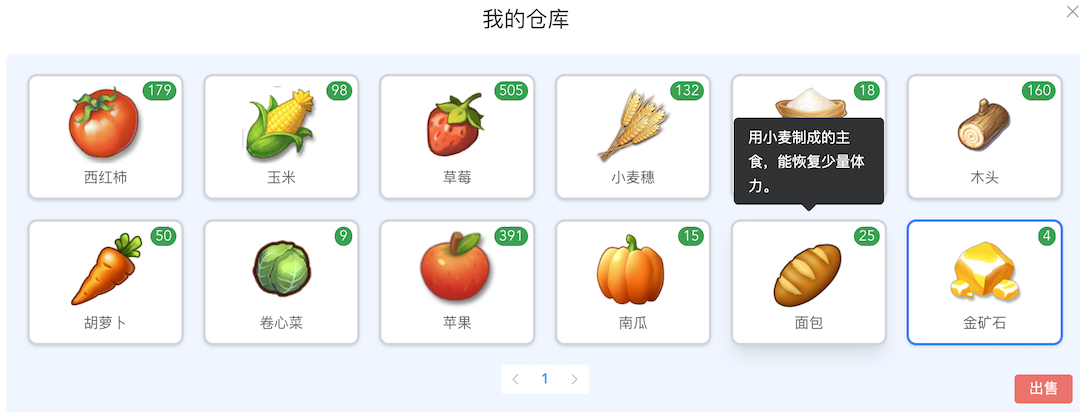 我的仓库
179
98
505
132
18
160
西红柿
玉米
草莓
小麦穗
用小麦制成的主
食，能恢复少量体
力。
木头
50
9
391
15
25
4
胡萝卜
卷心菜
苹果
南瓜
面包
金矿石
1
出售